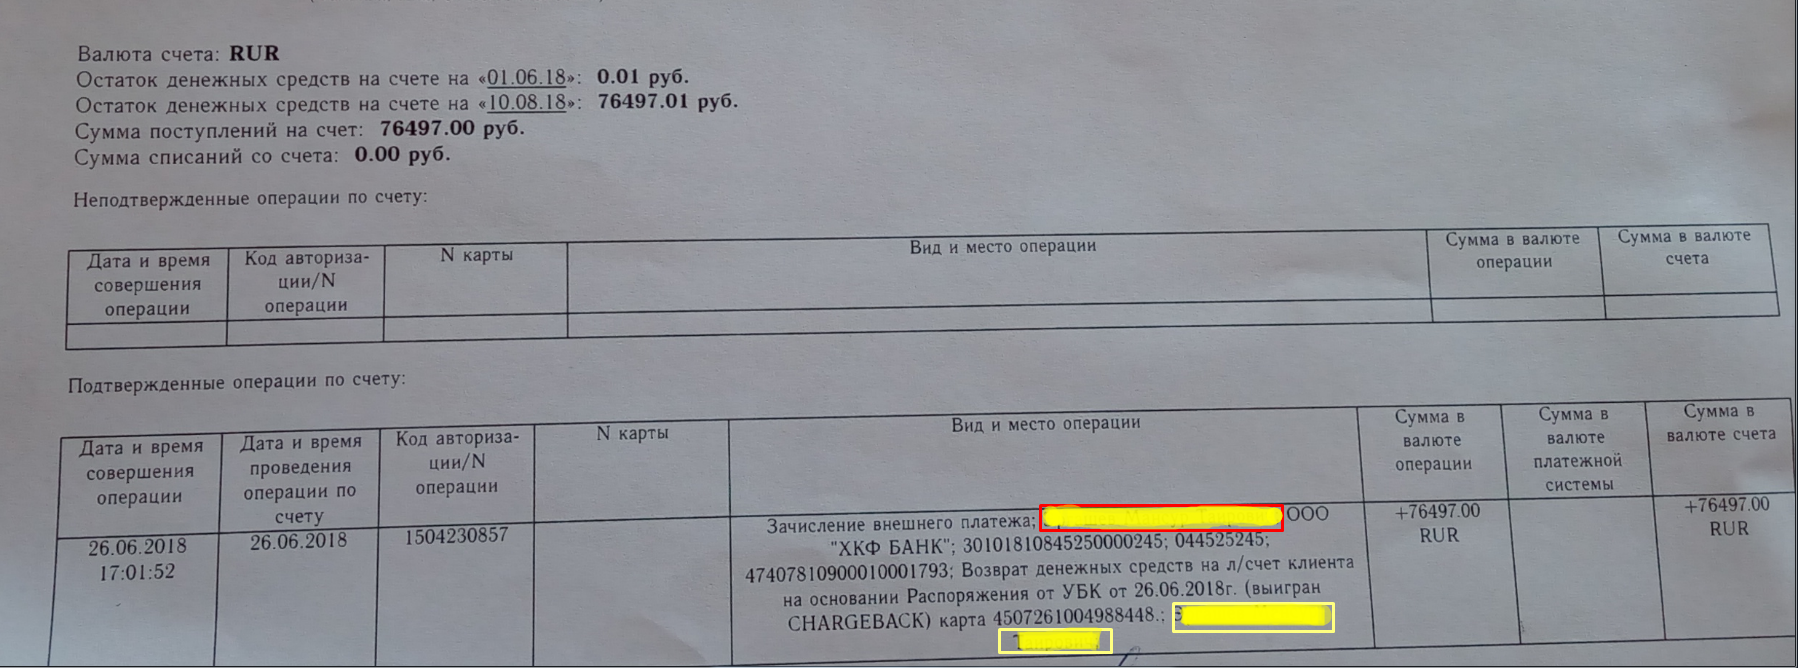 Валюта счета: RUR
Остаток денежных средств на счете на «01.06.18»: 0.01 руб.
Остаток денежных средств на счете на «10.08.18»: 76497.01 руб.
Сумма поступлений на счет: 76497.00 руб.
Сумма списаний со счета: 0.00 руб.
Неподтвержденные операции по счету:
Дата и время совершения операции
Код авториза-ции/N операции
N карты
Вид и место операции
Сумма в валюте операции
Сумма в валюте счета
Подтвержденные операции по счету:
Дата и время совершения операции
Дата и время проведения операции по счету
Код авториза-ции/N операции
N карты
Вид и место операции
Сумма в валюте операции
Сумма в валюте платежной системы
Сумма в валюте счета
26.06.2018 17:01:52
26.06.2018
1504230857
Зачисление внешнего платежа; ООО
"ХКФ БАНК"; 30101810845250000245; 044525245;
47407810900010001793; Возврат денежных средств на л/счет клиента
на основании Распоряжения от УБК от 26.06.2018г. (выигран
CHARGEBACK) карта 4507261004988448.;
+76497.00 RUR
+76497.00 RUR